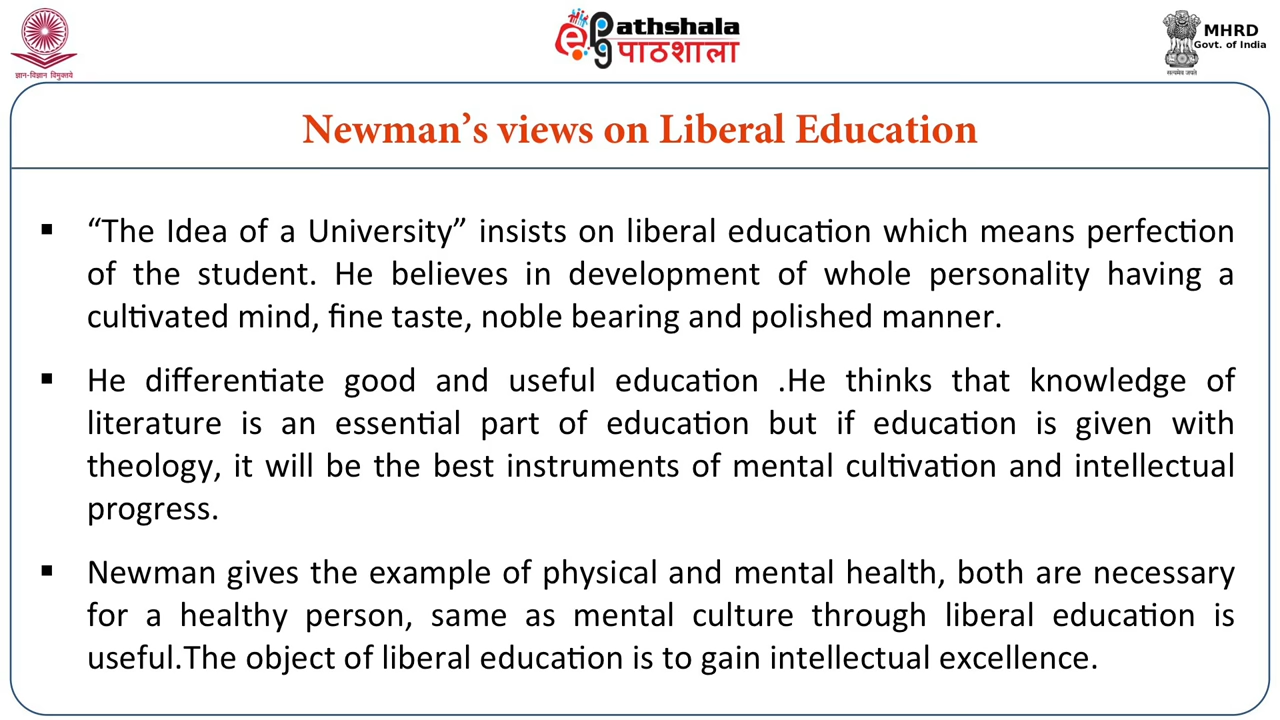 ज्ञान-विज्ञान विमुक्तये
ePgathshala
पाठशाला
MHRD
Govt. of India
सत्यमेव जयते
Newman’s views on Liberal Education
▪ “The Idea of a University” insists on liberal education which means perfection
of the student. He believes in development of whole personality having a
cultivated mind, fine taste, noble bearing and polished manner.
▪ He differentiate good and useful education .He thinks that knowledge of
literature is an essential part of education but if education is given with
theology, it will be the best instruments of mental cultivation and intellectual
progress.
▪ Newman gives the example of physical and mental health, both are necessary
for a healthy person, same as mental culture through liberal education is
useful.The object of liberal education is to gain intellectual excellence.